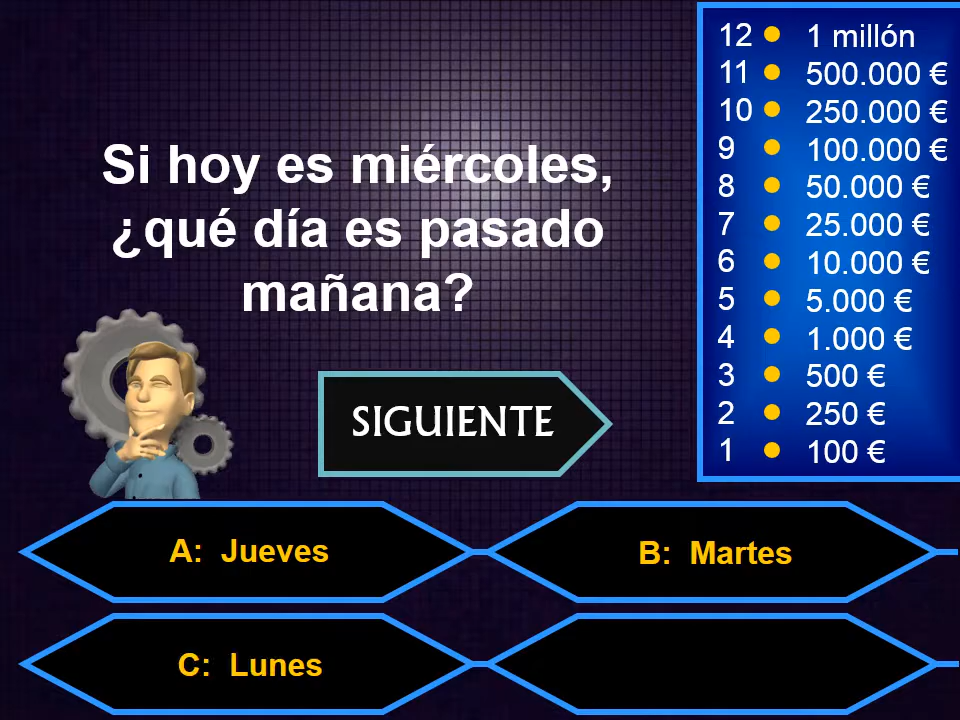 Si hoy es miércoles,
¿qué día es pasado
mañana?
SIGUIENTE
12 1 millón
11 500.000 €
10 250.000 €
9 100.000 €
8 50.000 €
7 25.000 €
6 10.000 €
5 5.000 €
4 1.000 €
3 500 €
2 250 €
1 100 €
A: Jueves
B: Martes
C: Lunes